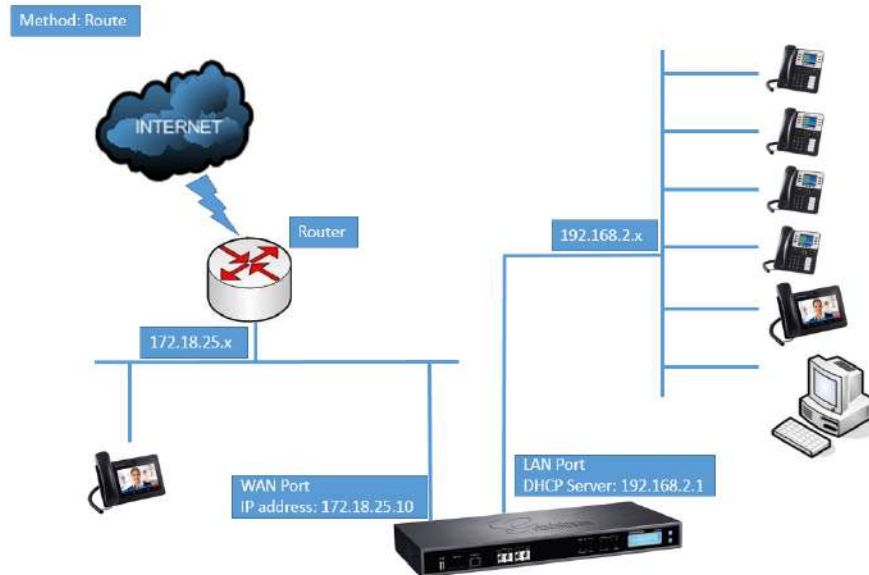 Method: Route
INTERNET
Router
192.168.2.x
172.18.25.x
WAN Port
IP address: 172.18.25.10
LAN Port
DHCP Server: 192.168.2.1